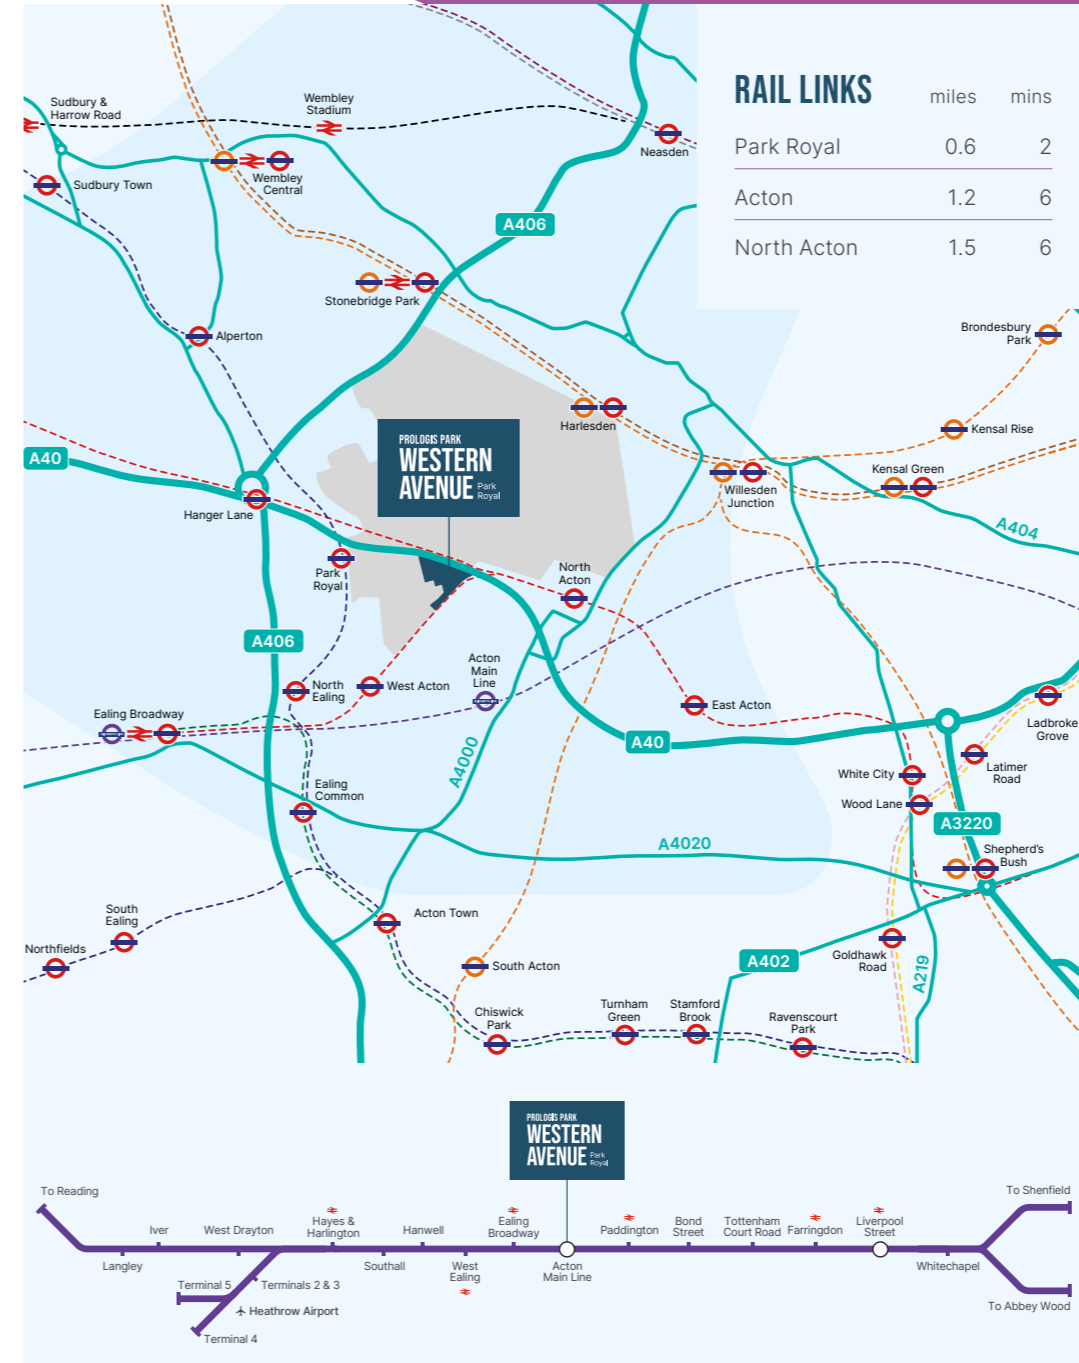 RAIL LINKS miles mins
Park Royal 0.6 2
Acton 1.2 6
North Acton 1.5 6
Sudbury &
Harrow Road
Wembley
Stadium
Neasden
Sudbury Town
Wembley
Central
A406
Stonebridge Park
Alperton
Brondesbury
Park
Harlesden
Kensal Rise
PROLOGIS PARK
WESTERN
AVENUE Park
Royal
A40
Kensal Green
Willesden
Junction
Hanger Lane
A404
Park
Royal
North
Acton
A406
Acton
Main
Line
North
Ealing
West Acton
East Acton
Ealing Broadway
Ladbroke
Grove
A40
A4000
White City
Latimer
Road
Ealing
Common
Wood Lane
A3220
A4020
Shepherd's
Bush
South
Ealing
Acton Town
Northfields
South Acton
A402
Goldhawk
Road
A219
Chiswick
Park
Turnham
Green
Stamford
Brook
Ravenscourt
Park
PROLOGIS PARK
WESTERN
AVENUE Park
Royal
To Reading
To Shenfield
Iver
West Drayton
Hayes &
Harlington
Hanwell
Ealing
Broadway
Paddington
Bond
Street
Tottenham
Court Road
Farringdon
Liverpool
Street
Langley
Southall
West
Ealing
Acton
Main Line
Whitechapel
Terminal 5
Terminals 2 & 3
Heathrow Airport
Terminal 4
To Abbey Wood